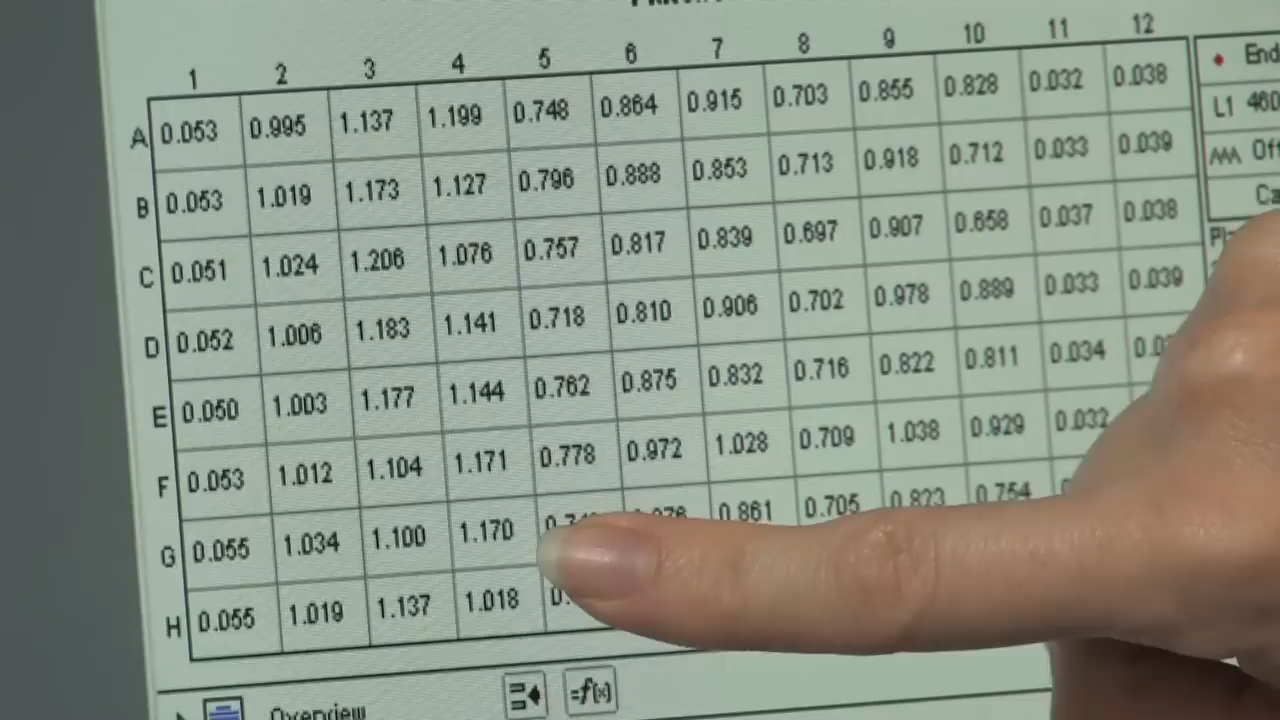 1 2 3 4 5 6 7 8 9 10 11 12
A 0.053 0.995 1.137 1.199 0.748 0.864 0.915 0.703 0.855 0.828 0.032 0.038
B 0.053 1.019 1.173 1.127 0.796 0.888 0.853 0.713 0.918 0.712 0.033 0.039
C 0.051 1.024 1.206 1.076 0.757 0.817 0.839 0.697 0.907 0.658 0.037 0.038
D 0.052 1.006 1.183 1.141 0.718 0.810 0.906 0.702 0.978 0.889 0.033 0.039
E 0.050 1.003 1.177 1.144 0.762 0.875 0.832 0.716 0.822 0.811 0.034
F 0.053 1.012 1.104 1.171 0.778 0.972 1.028 0.709 1.038 0.929 0.032
G 0.055 1.034 1.100 1.170 0.861 0.705 0.823 0.754
H 0.055 1.019 1.137 1.018
End
L1 460
Off
Ca
Overview
=f(x)